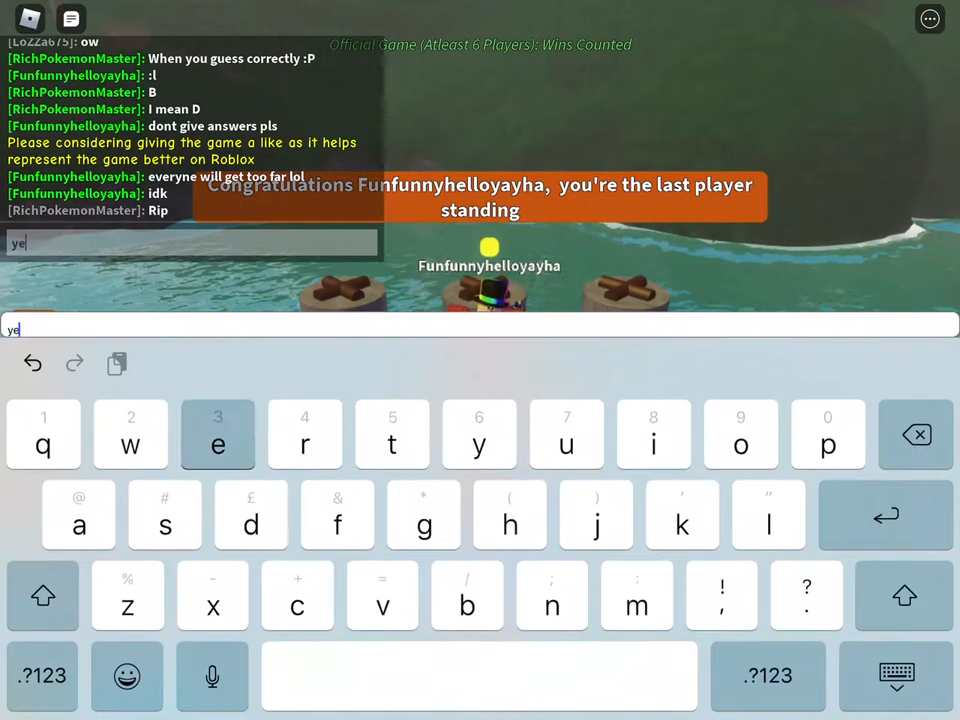 Official Game (Atleast 6 Players): Wins Counted
[LoZZa675]: ow
[RichPokemonMaster]: When you guess correctly :P
[Funfunnyhelloyayha]: :l
[RichPokemonMaster]: B
[RichPokemonMaster]: I mean D
[Funfunnyhelloyayha]: dont give answers pls
Please considering giving the game a like as it helps
represent the game better on Roblox
[Funfunnyhelloyayha]: everyne will get too far lol
[Funfunnyhelloyayha]: idk
[RichPokemonMaster]: Rip
ye
Congratulations Funfunnyhelloyayha, you're the last player
standing
Funfunnyhelloyayha
ye
1 2 3 4 5 6 7 8 9 0
q w e r t y u i o p
@ # £ & * ( ) ' "
a s d f g h j k l
% - + = / ; : ! ?
z x c v b n m , .
.?123 .?123